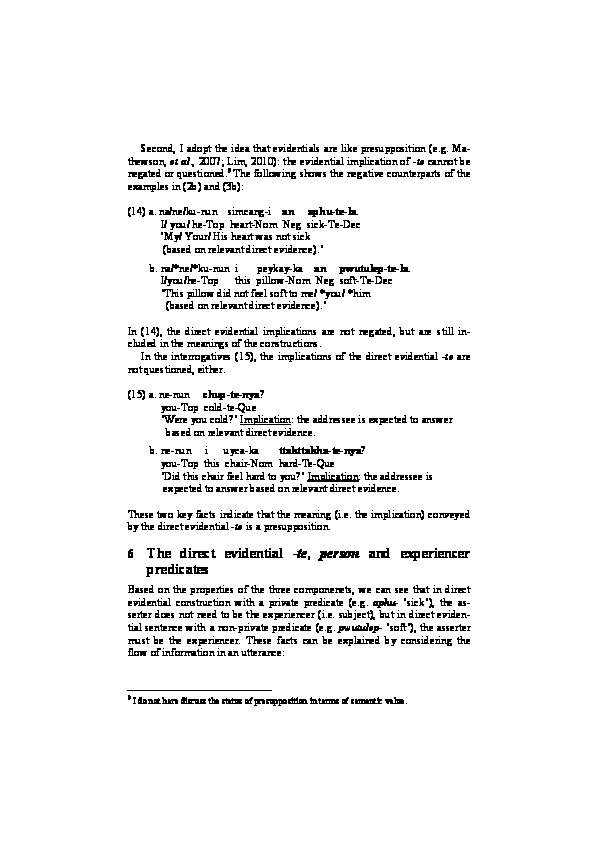 Second, I adopt the idea that evidentials are like presupposition (e.g. Ma-
thewson, et al., 2007; Lim, 2010): the evidential implication of -te cannot be
negated or questioned.9 The following shows the negative counterparts of the
examples in (2b) and (3b):
(14) a. na/ne/ku-nun simcang-i an aphu-te-la.
I/ you/ he-Top heart-Nom Neg sick-Te-Dec
'My/ Your/ His heart was not sick
(based on relevant direct evidence).'
b. na/*ne/*ku-nun i peykay-ka an pwutulep-te-la.
I/you/he-Top this pillow-Nom Neg soft-Te-Dec
'This pillow did not feel soft to me/ *you/ *him
(based on relevant direct evidence).'
In (14), the direct evidential implications are not negated, but are still in-
cluded in the meanings of the constructions.
In the interrogatives (15), the implications of the direct evidential -te are
not questioned, either.
(15) a. ne-nun chup-te-nya?
you-Top cold-te-Que
'Were you cold?' Implication: the addressee is expected to answer
based on relevant direct evidence.
b. ne-nun i uyca-ka ttakttakha-te-nya?
you-Top this chair-Nom hard-Te-Que
'Did this chair feel hard to you?' Implication: the addressee is
expected to answer based on relevant direct evidence.
These two key facts indicate that the meaning (i.e. the implication) conveyed
by the direct evidential -te is a presupposition.
6 The direct evidential -te, person and experiencer
predicates
Based on the properties of the three componenets, we can see that in direct
evidential construction with a private predicate (e.g. aphu- 'sick'), the as-
serter does not need to be the experiencer (i.e. subject), but in direct eviden-
tial sentence with a non-private predicate (e.g. pwutulep- 'soft'), the asserter
must be the experiencer. These facts can be explained by considering the
flow of information in an utterance:
9 I do not here discuss the status of presupposition in terms of semantic value.